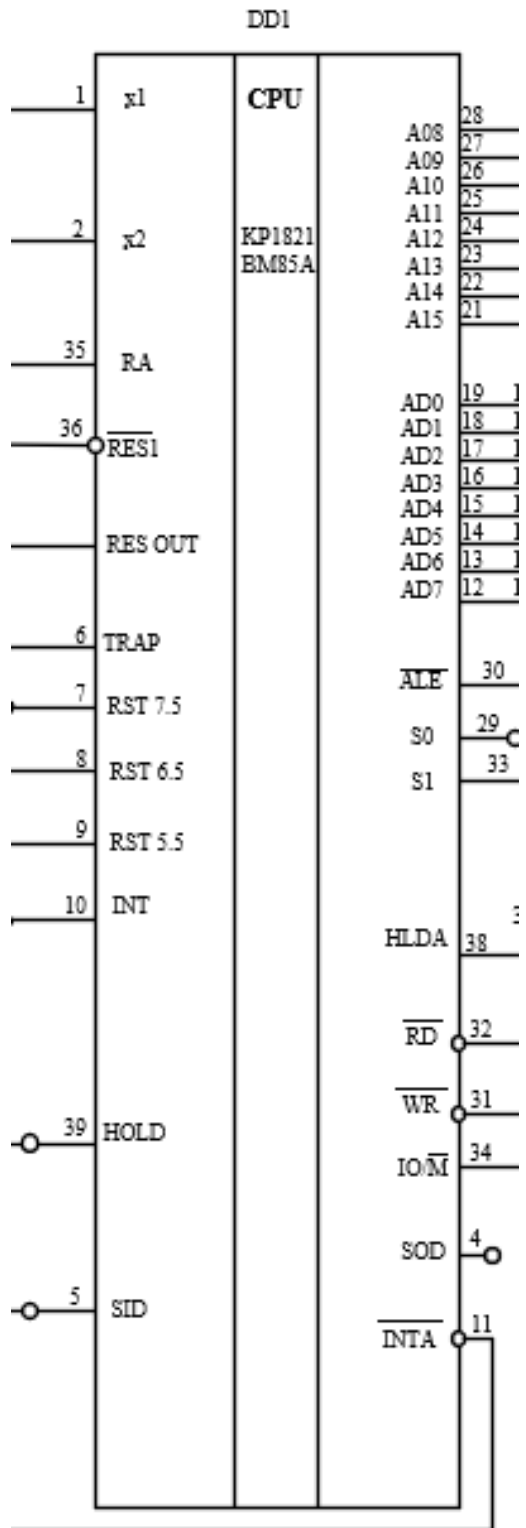 DD1
1 x1
2 x2
35 RA
36 RES1
RES OUT
6 TRAP
7 RST 7.5
8 RST 6.5
9 RST 5.5
10 INT
39 HOLD
5 SID
CPU
KP1821
BM85A
A08 28
A09 27
A10 26
A11 25
A12 24
A13 23
A14 22
A15 21
AD0 19
AD1 18
AD2 17
AD3 16
AD4 15
AD5 14
AD6 13
AD7 12
ALE 30
S0 29
S1 33
HLDA 38
RD 32
WR 31
IO/M 34
SOD 4
INTA 11